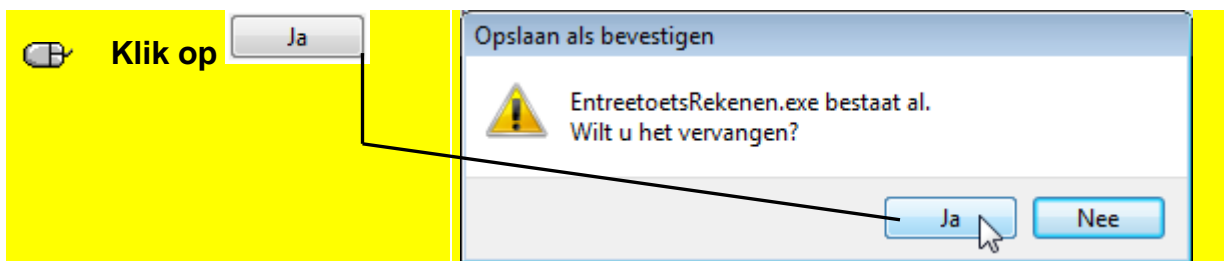 Klik op Ja
Opslaan als bevestigen
EntreetoetsRekenen.exe bestaat al.
Wilt u het vervangen?
Ja Nee